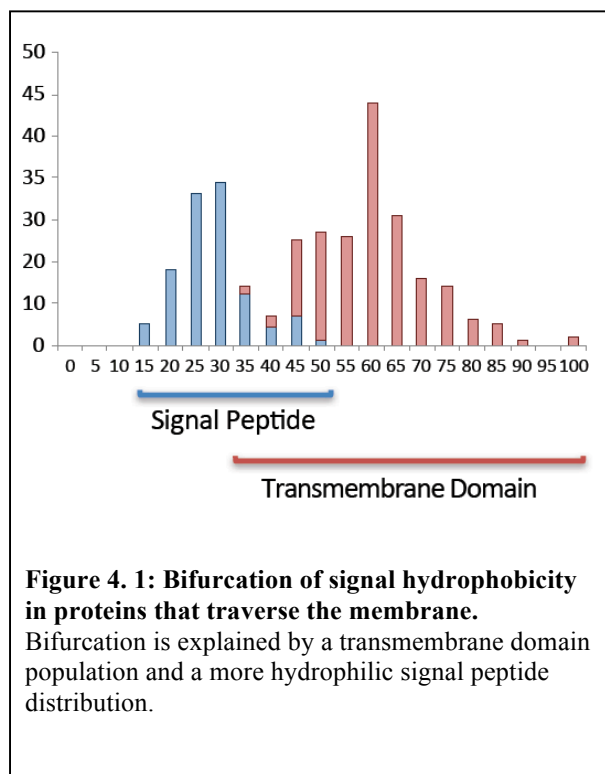 50
45
40
35
30
20
10
0
0 5 10 15 20 25 30 35 40 45 50 55 60 65 70 75 80 85 90 95 100
Signal Peptide
Transmembrane Domain
Figure 4. 1: Bifurcation of signal hydrophobicity
in proteins that traverse the membrane.
Bifurcation is explained by a transmembrane domain
population and a more hydrophilic signal peptide
distribution.